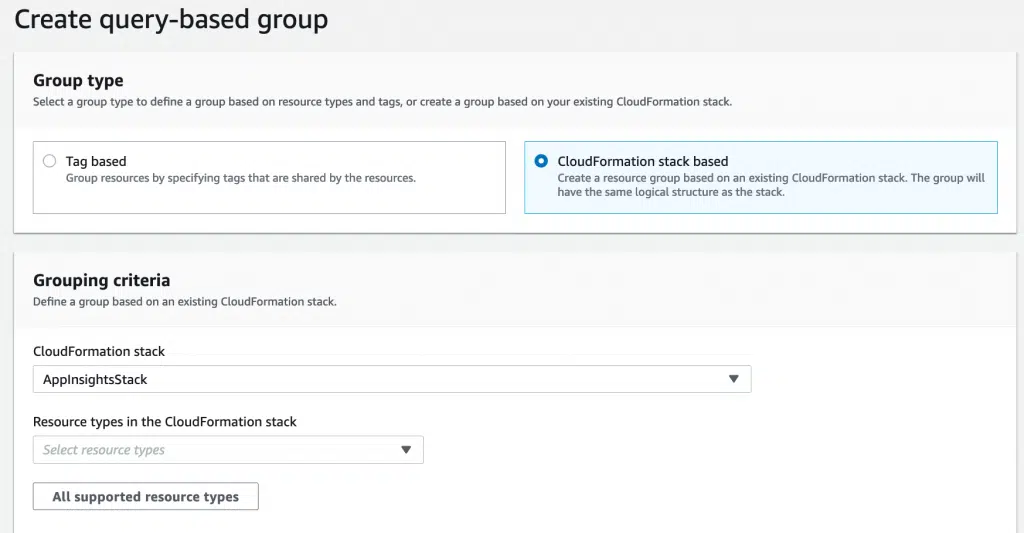 Create query-based group
Group type
Select a group type to define a group based on resource types and tags, or create a group based on your existing CloudFormation stack.
Tag based
Group resources by specifying tags that are shared by the resources.
CloudFormation stack based
Create a resource group based on an existing CloudFormation stack. The group will
have the same logical structure as the stack.
Grouping criteria
Define a group based on an existing CloudFormation stack.
CloudFormation stack
AppInsightsStack
Resource types in the CloudFormation stack
Select resource types
All supported resource types